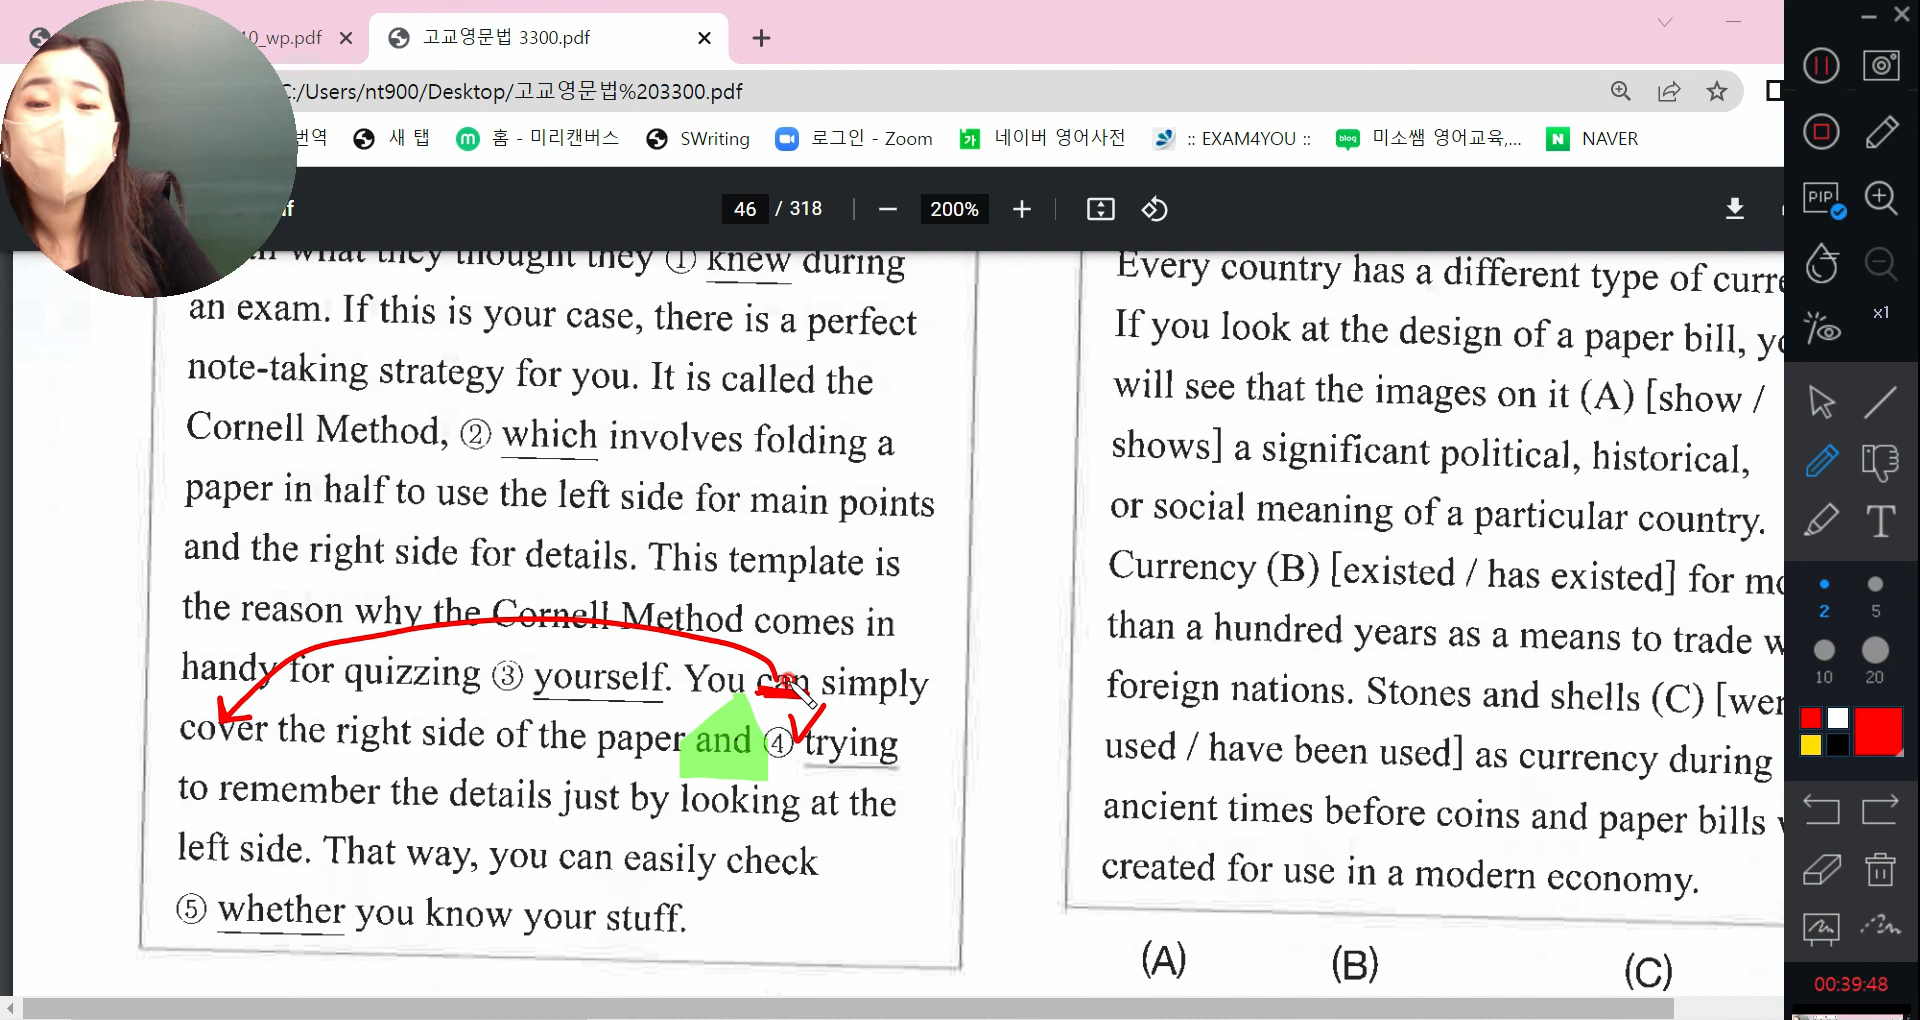 10_wp.pdf
고교영문법 3300.pdf
C:/Users/nt900/Desktop/고교영문법%203300.pdf
번역 새 탭 홈 - 미리캔버스 SWriting 로그인 - Zoom 네이버 영어사전 :: EXAM4YOU :: 미소쌤 영어교육,... NAVER
46 / 318 200%
what they thought they ① knew during
an exam. If this is your case, there is a perfect
note-taking strategy for you. It is called the
Cornell Method, ② which involves folding a
paper in half to use the left side for main points
and the right side for details. This template is
the reason why the Cornell Method comes in
handy for quizzing ③ yourself. You can simply
cover the right side of the paper and ④ trying
to remember the details just by looking at the
left side. That way, you can easily check
⑤ whether you know your stuff.
Every country has a different type of curre
If you look at the design of a paper bill, yo
will see that the images on it (A) [show /
shows] a significant political, historical,
or social meaning of a particular country.
Currency (B) [existed / has existed] for mo
than a hundred years as a means to trade w
foreign nations. Stones and shells (C) [wer
used / have been used] as currency during
ancient times before coins and paper bills
created for use in a modern economy.
(A) (B) (C)
PIP
x1
T
2 5
10 20
00:39:48